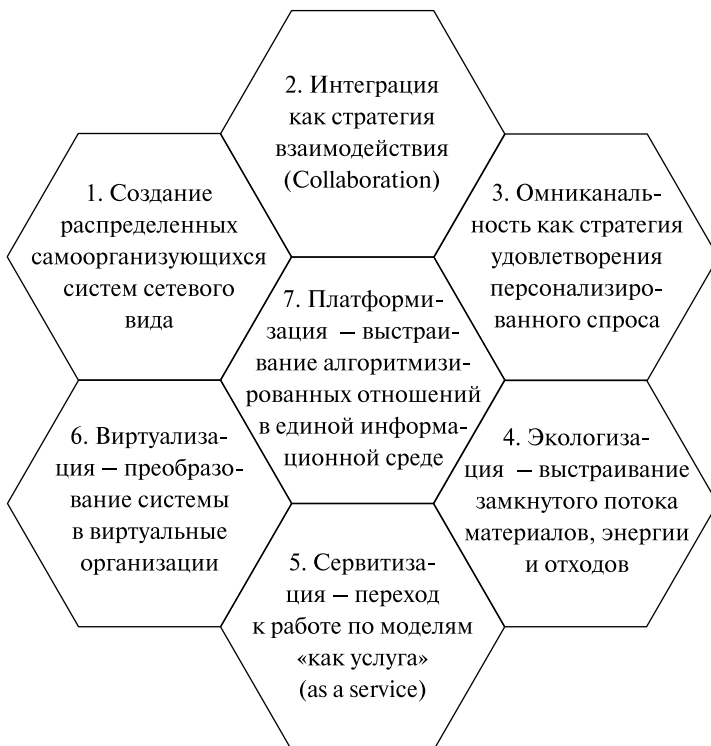 1. Создание
распределенных
самоорганизующихся
систем сетевого
вида
2. Интеграция
как стратегия
взаимодействия
(Collaboration)
3. Омниканаль-
ность как стратегия
удовлетворения
персонализиро-
ванного спроса
4. Экологиза-
ция – выстраивание
замкнутого потока
материалов, энергии
и отходов
5. Сервитиза-
ция – переход
к работе по моделям
«как услуга»
(as a service)
6. Виртуализа-
ция – преобразо-
вание системы
в виртуальные
организации
7. Платформи-
зация – выстраи-
вание алгоритмизи-
рованных отношений
в единой информа-
ционной среде